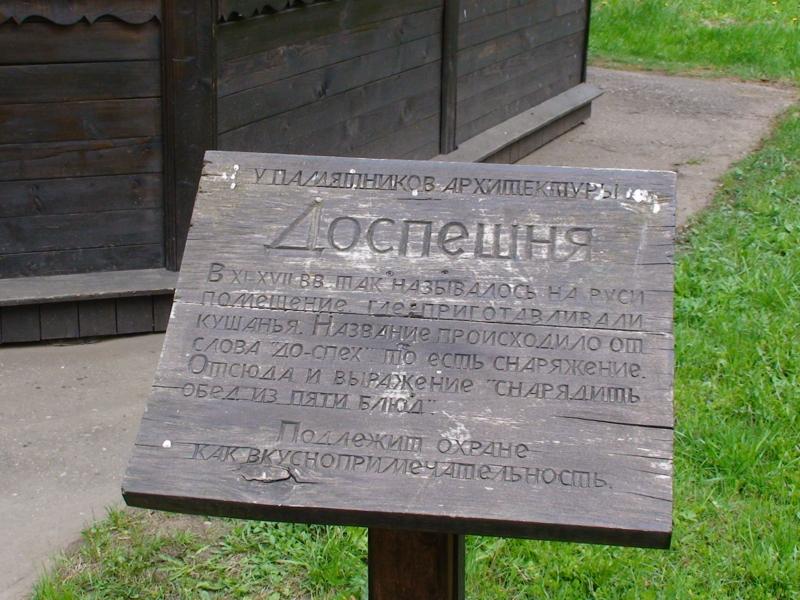 У ПАМЯТНИКОВ АРХИТЕКТУРЫ
ДОСПЕШНЯ
В XI-XVII ВВ. ТАК НАЗЫВАЛОСЬ НА РУСИ
ПОМЕЩЕНИЕ, ГДЕ ПРИГОТАВЛИВАЛИ
КУШАНЬЯ. НАЗВАНИЕ ПРОИСХОДИЛО ОТ
СЛОВА "ДО-СПЕХ" ТО ЕСТЬ СНАРЯЖЕНИЕ.
ОТСЮДА И ВЫРАЖЕНИЕ "СНАРЯДИТЬ
ОБЕД ИЗ ПЯТИ БЛЮД"
ПОДЛЕЖИТ ОХРАНЕ
КАК ВКУСНОПРИМЕЧАТЕЛЬНОСТЬ.